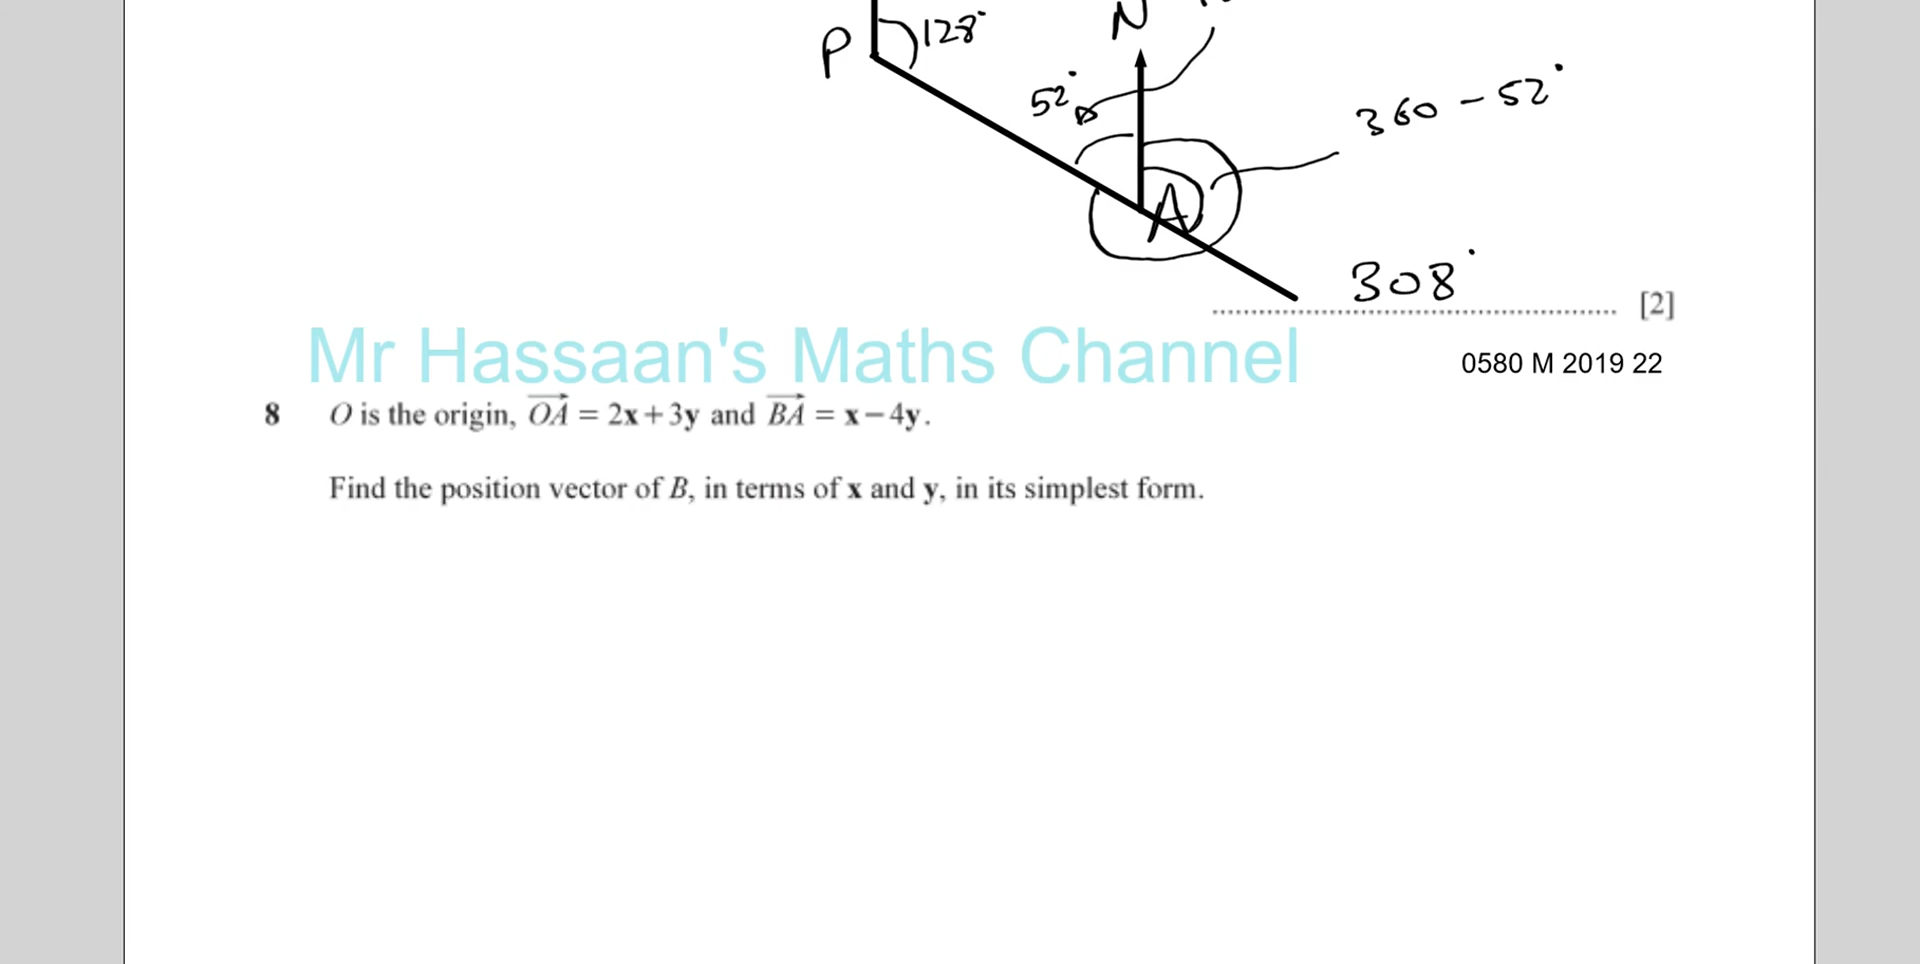 P 128° N
52°
360 - 52°
A
308°
[2]
Mr Hassaan's Maths Channel
0580 M 2019 22
8 O is the origin, OA = 2x+3y and BA = x−4y.
Find the position vector of B, in terms of x and y, in its simplest form.